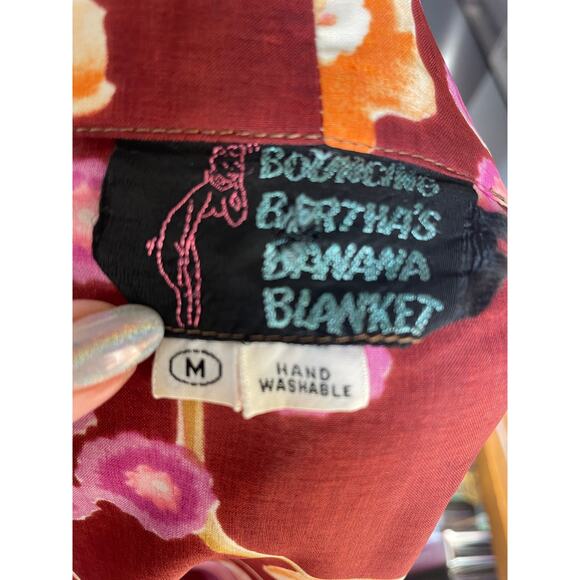 BOUNCING
BERTHA'S
BANANA
BLANKET
M
HAND
WASHABLE